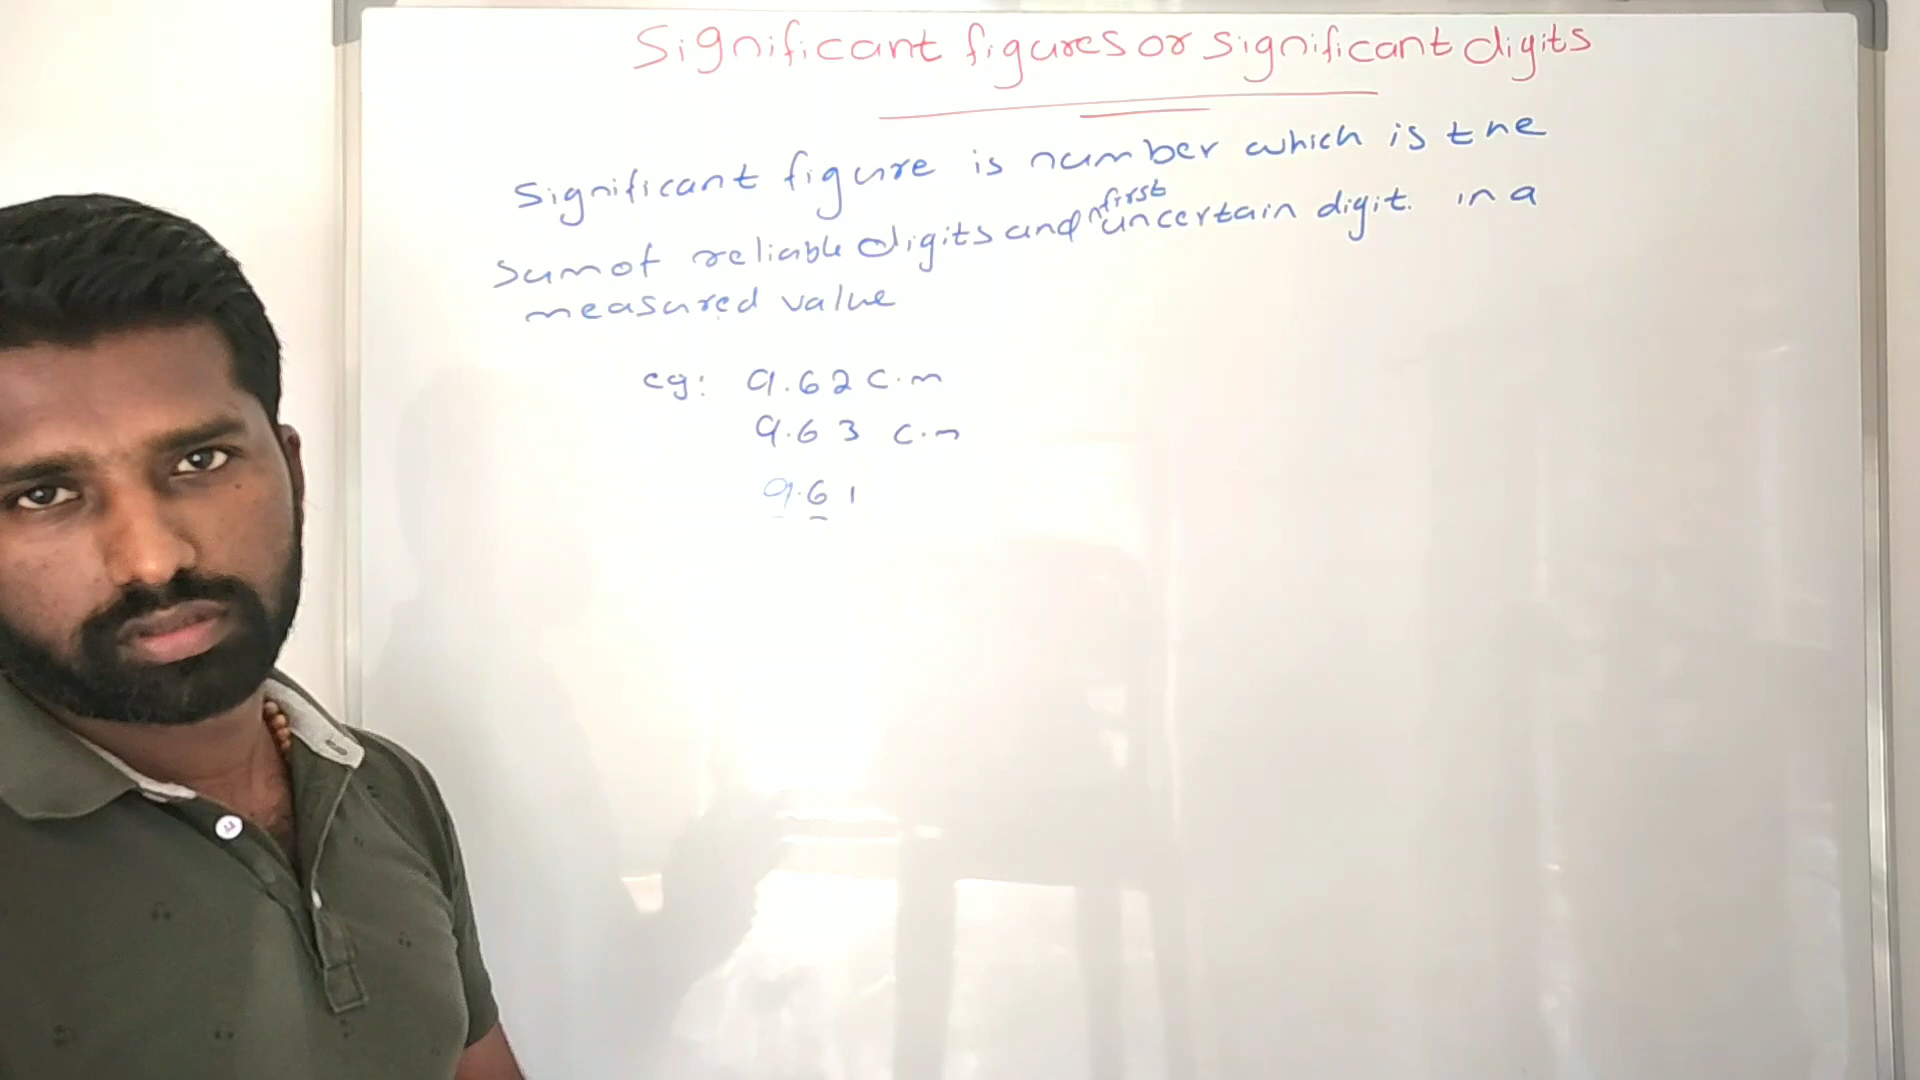 Significant figures or significant digits
Significant figure is number which is the
sum of reliable digits and first uncertain digit. in a
measured value
eg: 9.62 c.m
9.63 c.m
9.61